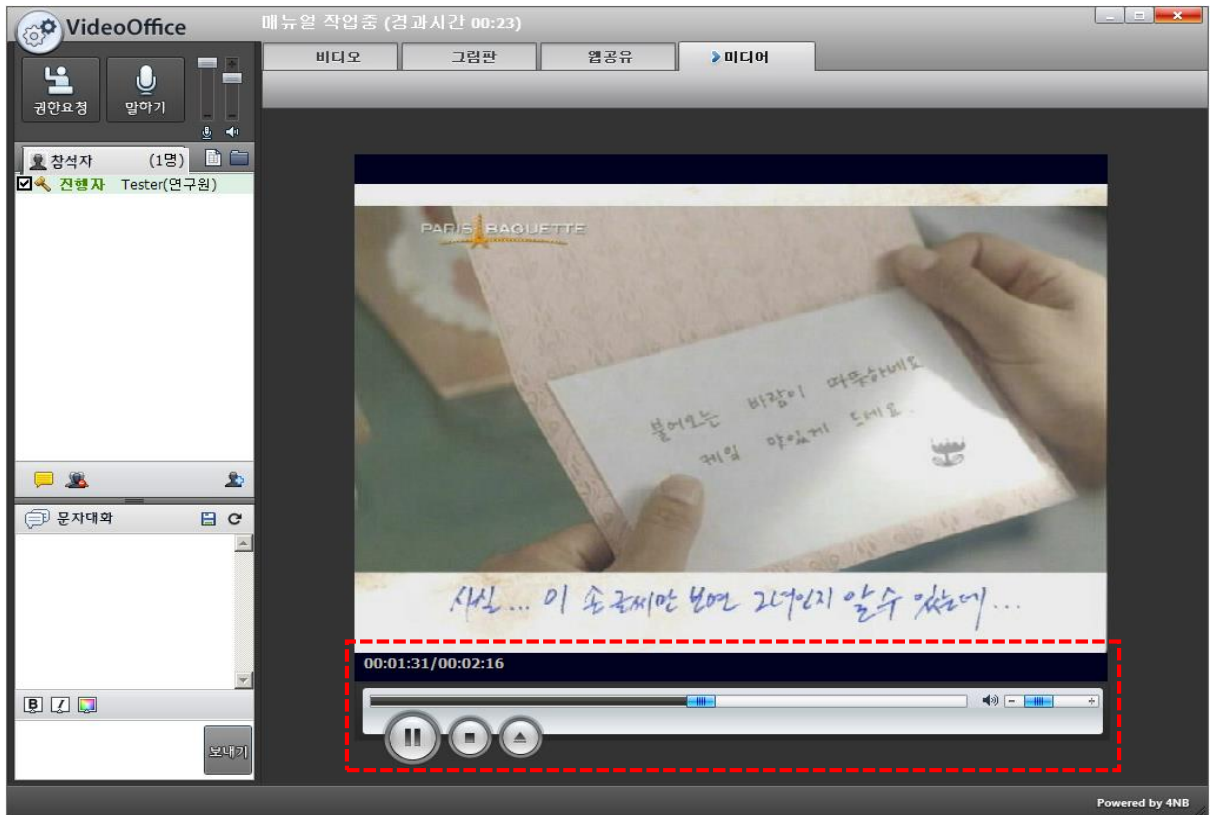 VideoOffice
매뉴얼 작업중 (경과시간 00:23)
비디오
그림판
웹공유
미디어
권한요청
말하기
참석자 (1명)
진행자 Tester(연구원)
PARIS BAGUETTE
불어오는 바람이 따뜻하네요
케익 맛있게 드세요.
사실... 이 손글씨만 보면 그녀인지 알 수 있는데...
문자대화
00:01:31/00:02:16
B I
보내기
Powered by 4NB